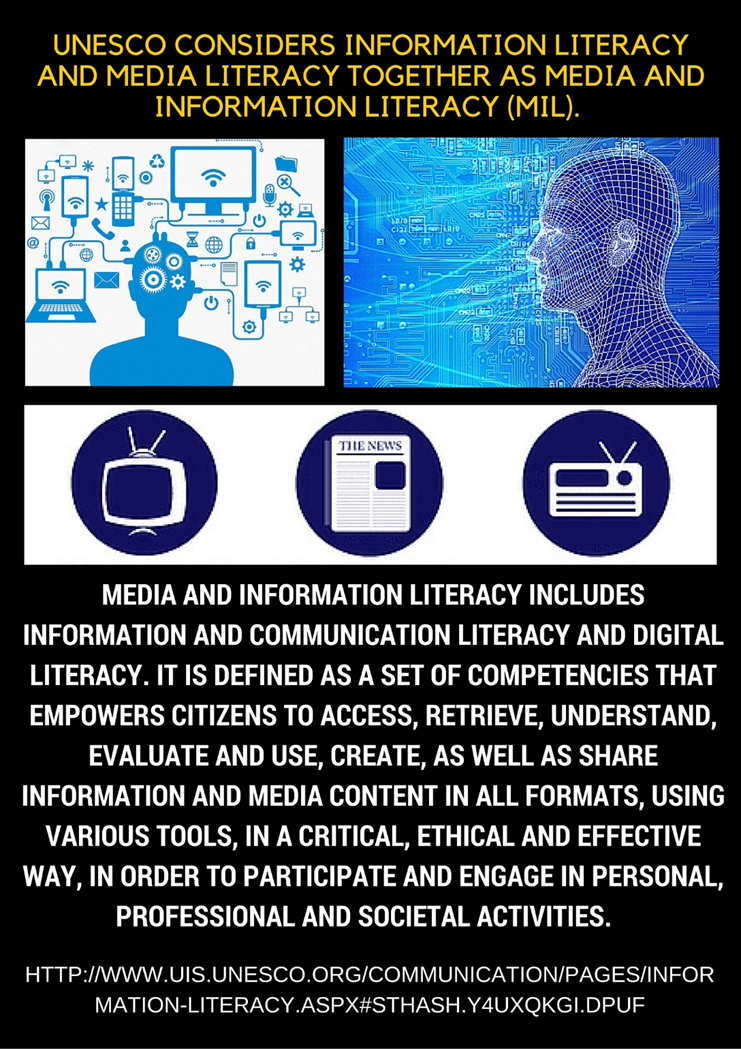 UNESCO CONSIDERS INFORMATION LITERACY
AND MEDIA LITERACY TOGETHER AS MEDIA AND
INFORMATION LITERACY (MIL).
THE NEWS
MEDIA AND INFORMATION LITERACY INCLUDES
INFORMATION AND COMMUNICATION LITERACY AND DIGITAL
LITERACY. IT IS DEFINED AS A SET OF COMPETENCIES THAT
EMPOWERS CITIZENS TO ACCESS, RETRIEVE, UNDERSTAND,
EVALUATE AND USE, CREATE, AS WELL AS SHARE
INFORMATION AND MEDIA CONTENT IN ALL FORMATS, USING
VARIOUS TOOLS, IN A CRITICAL, ETHICAL AND EFFECTIVE
WAY, IN ORDER TO PARTICIPATE AND ENGAGE IN PERSONAL,
PROFESSIONAL AND SOCIETAL ACTIVITIES.
HTTP://WWW.UIS.UNESCO.ORG/COMMUNICATION/PAGES/INFOR
MATION-LITERACY.ASPX#STHASH.Y4UXQKGI.DPUF